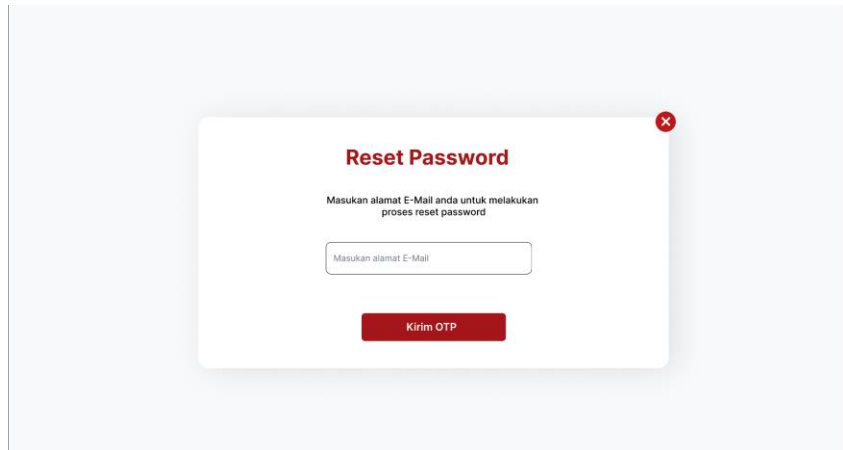 Reset Password
Masukan alamat E-Mail anda untuk melakukan
proses reset password
Masukan alamat E-Mail
Kirim OTP